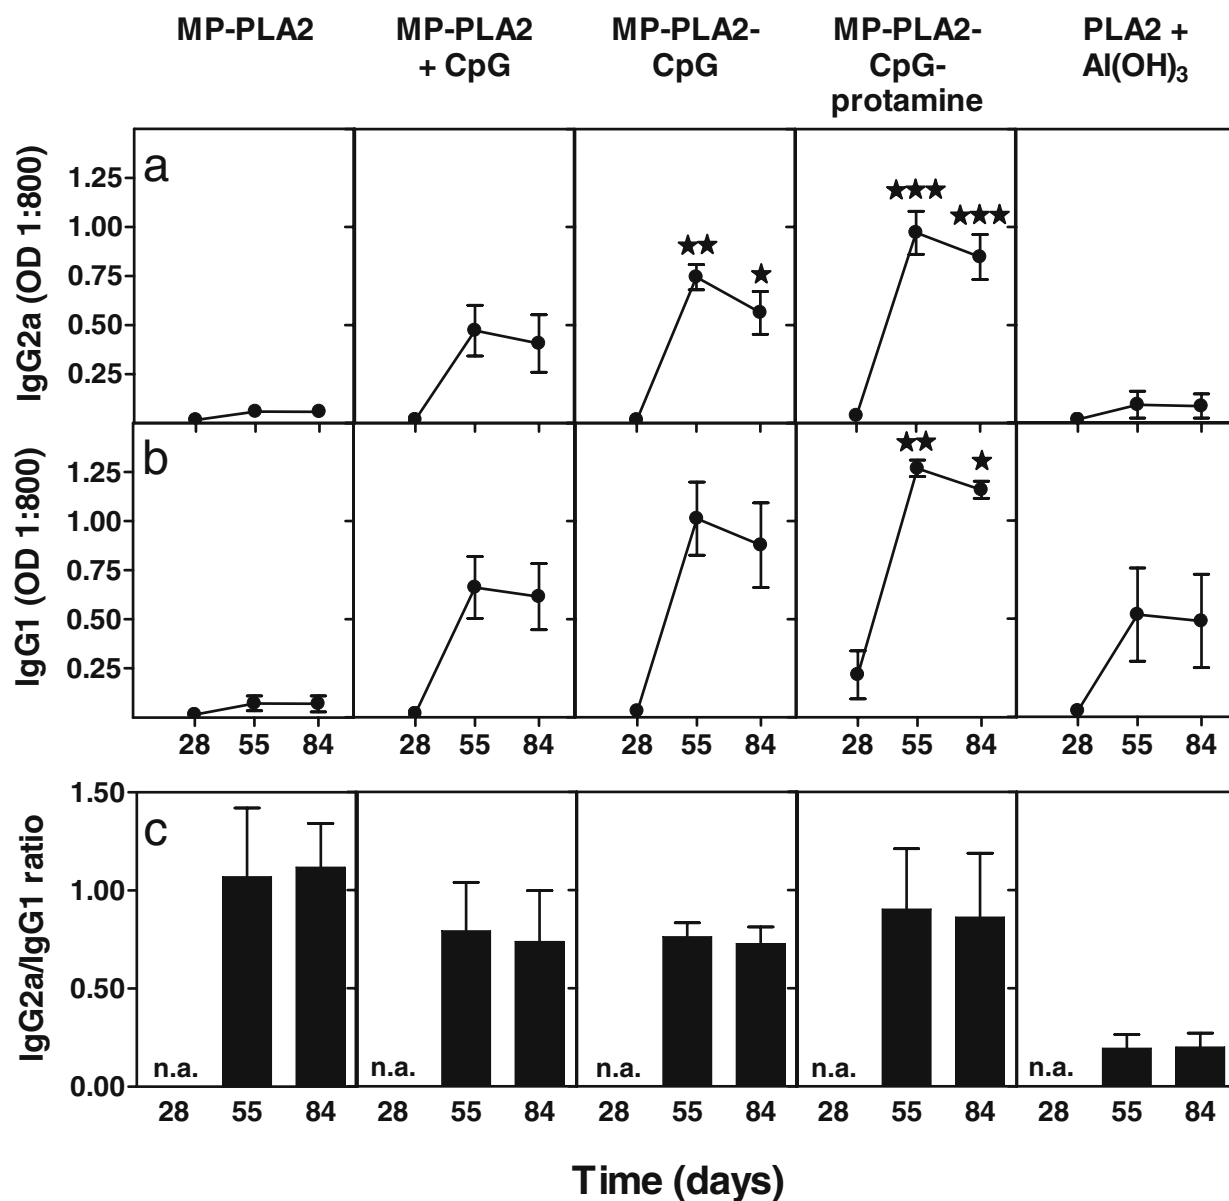 MP-PLA2
MP-PLA2
+ CpG
MP-PLA2-
CpG
MP-PLA2-
CpG-
protamine
PLA2 +
Al(OH)3
a
IgG2a (OD 1:800)
1.25
1.00
0.75
0.50
0.25
★★
★
★★★
★★★
b
IgG1 (OD 1:800)
1.25
1.00
0.75
0.50
0.25
★★
★
28 55 84
28 55 84
28 55 84
28 55 84
28 55 84
c
IgG2a/IgG1 ratio
1.50
1.00
0.50
0.00
n.a.
n.a.
n.a.
n.a.
n.a.
28 55 84
28 55 84
28 55 84
28 55 84
28 55 84
Time (days)